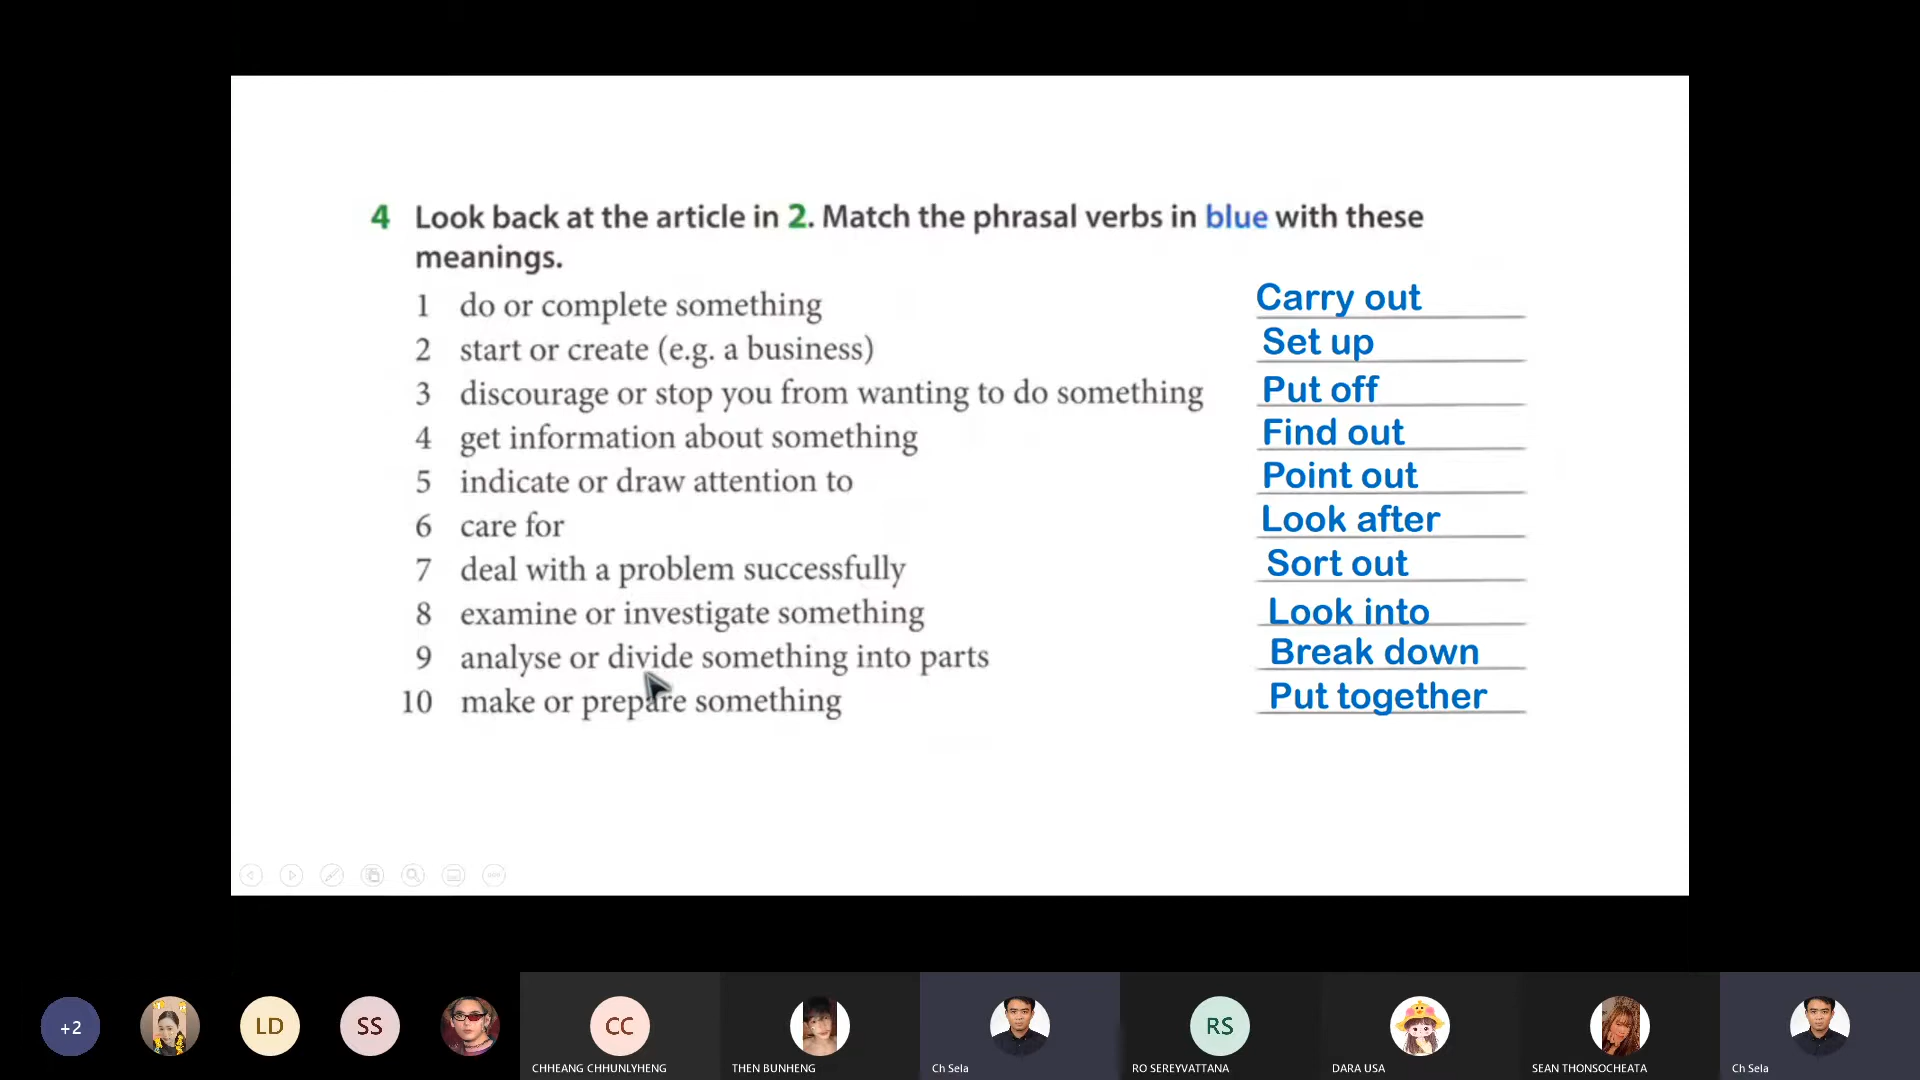 4 Look back at the article in 2. Match the phrasal verbs in blue with these
meanings.
1 do or complete something Carry out
2 start or create (e.g. a business) Set up
3 discourage or stop you from wanting to do something Put off
4 get information about something Find out
5 indicate or draw attention to Point out
6 care for Look after
7 deal with a problem successfully Sort out
8 examine or investigate something Look into
9 analyse or divide something into parts Break down
10 make or prepare something Put together
+2 LD SS CC RS
CHHEANG CHHUNLYHENG THEN BUNHENG Ch Sela RO SEREYVATTANA DARA USA SEAN THONSOCHEATA Ch Sela